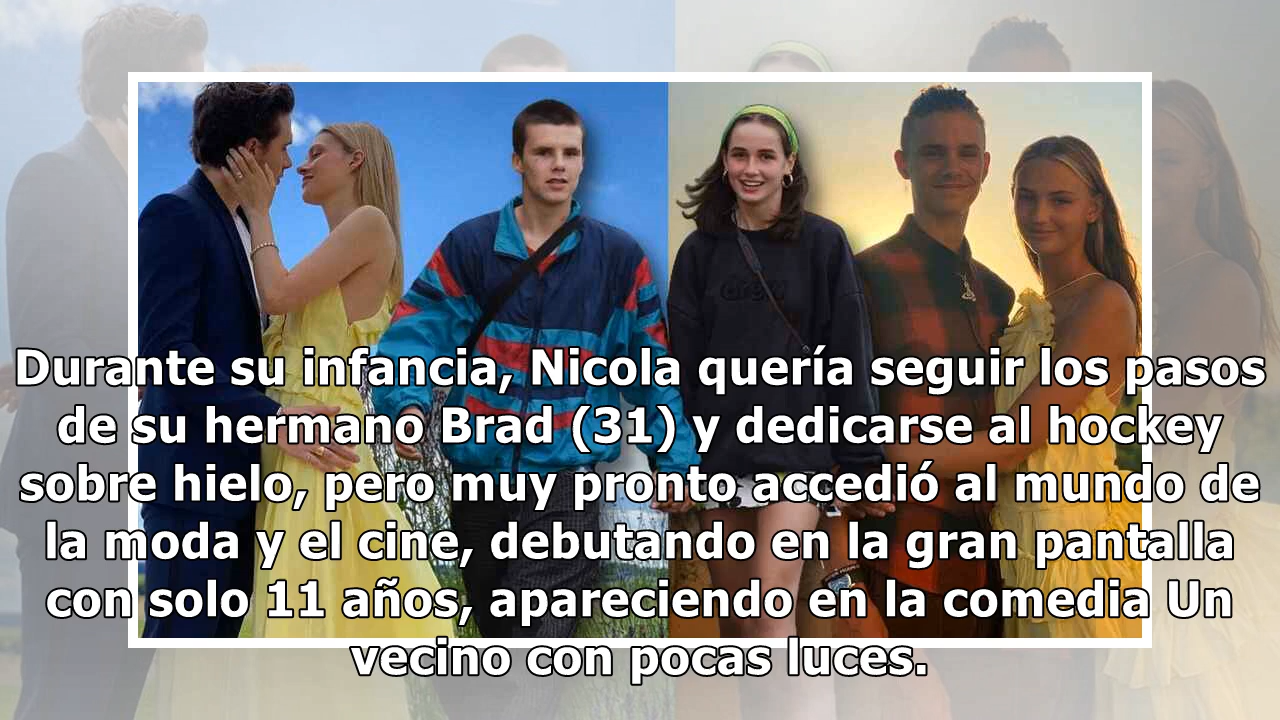 Durante su infancia, Nicola quería seguir los pasos
de su hermano Brad (31) y dedicarse al hockey
sobre hielo, pero muy pronto accedió al mundo de
la moda y el cine, debutando en la gran pantalla
con solo 11 años, apareciendo en la comedia Un
vecino con pocas luces.
drew